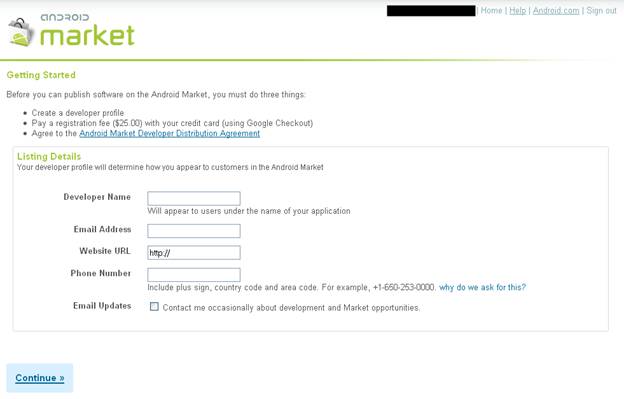 | Home | Help | Android.com | Sign out
ANDROID
market
Getting Started
Before you can publish software on the Android Market, you must do three things:
• Create a developer profile
• Pay a registration fee ($25.00) with your credit card (using Google Checkout)
• Agree to the Android Market Developer Distribution Agreement
Listing Details
Your developer profile will determine how you appear to customers in the Android Market
Developer Name
Will appear to users under the name of your application
Email Address
Website URL http://
Phone Number
Include plus sign, country code and area code. For example, +1-650-253-0000. why do we ask for this?
Email Updates Contact me occasionally about development and Market opportunities.
Continue »